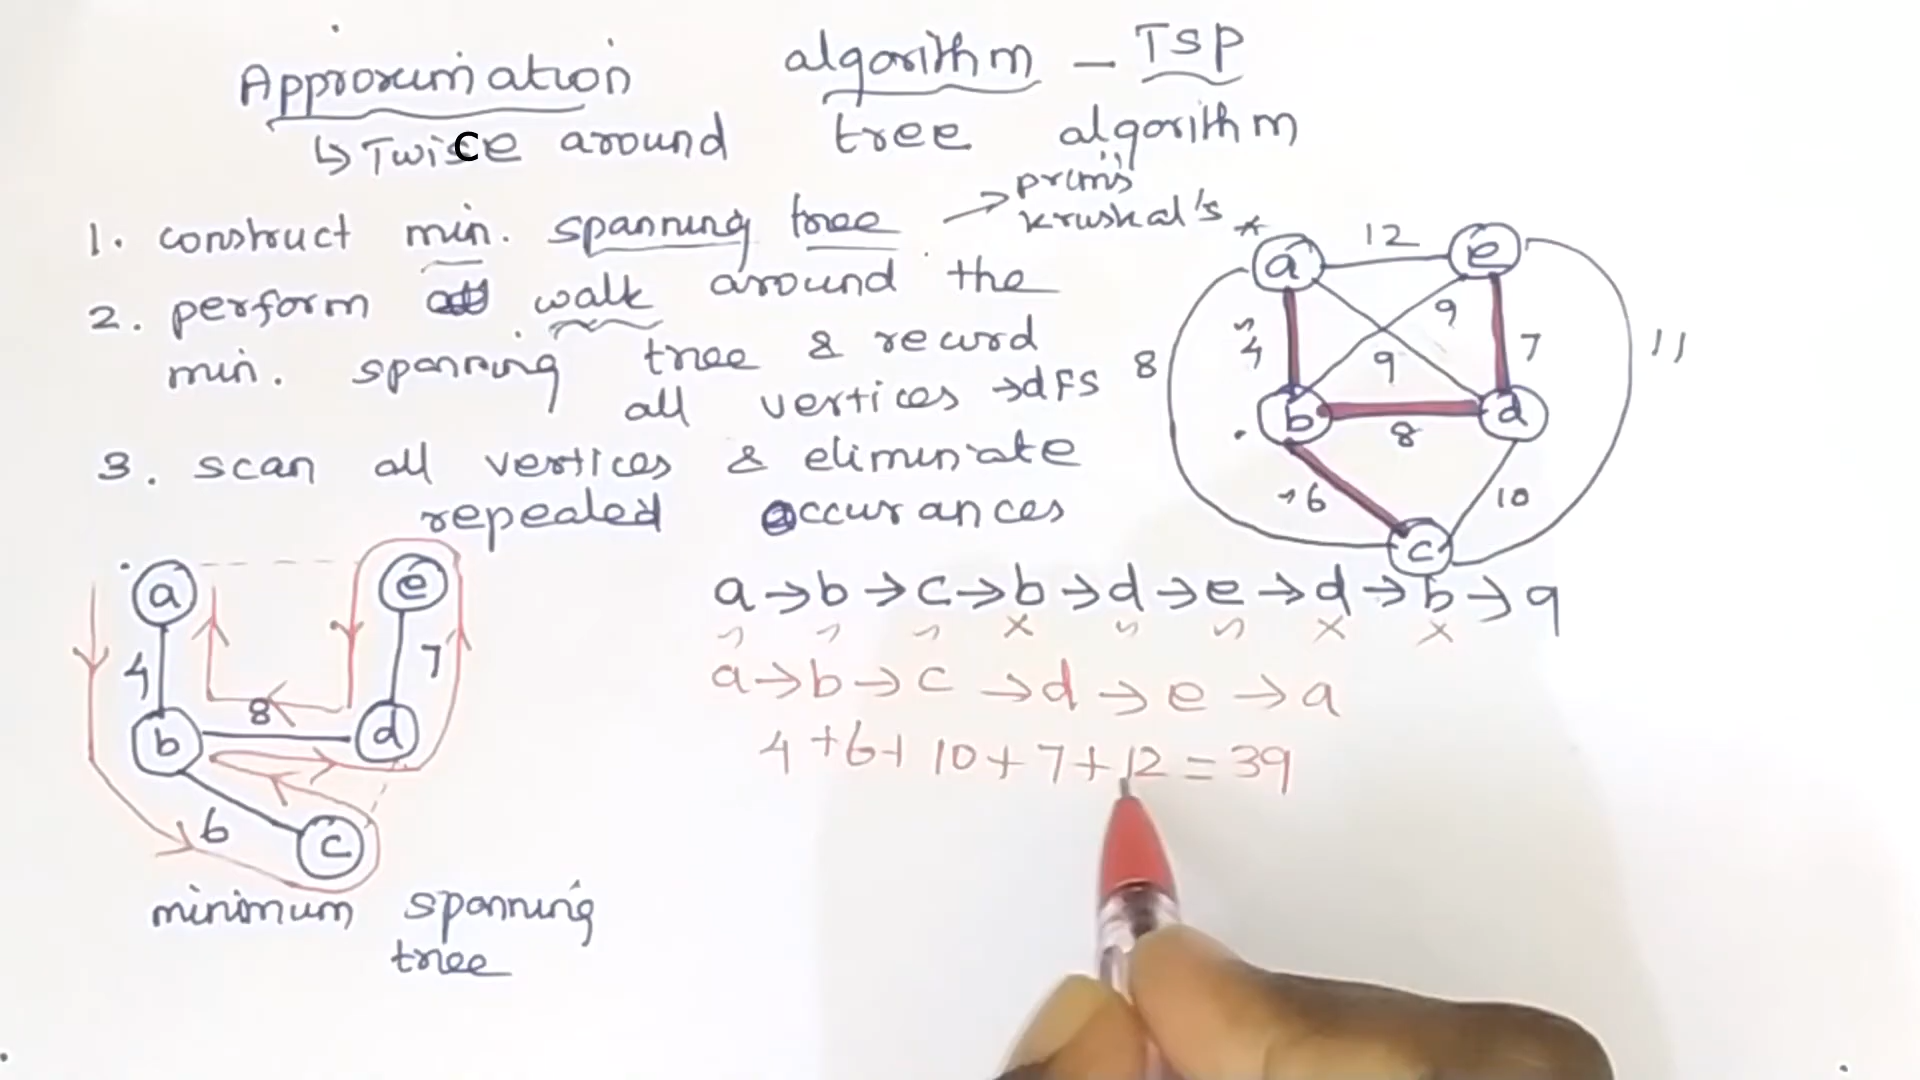 Approximation algorithm - TSP
↳ Twice around tree algorithm
1. construct min. spanning tree → prim's
kruskal's
2. perform a walk around the
min. spanning tree & record
all vertices → dFS
3. scan all vertices & eliminate
repeated occurances
a 12 e
9
4 9 7 8 11
b 8 d
6 10
c
a e
4 7
8
b d
6 c
minimum spanning
tree
a → b → c → b → d → e → d → b → a
x x x
a → b → c → d → e → a
4 + 6 + 10 + 7 + 12 = 39